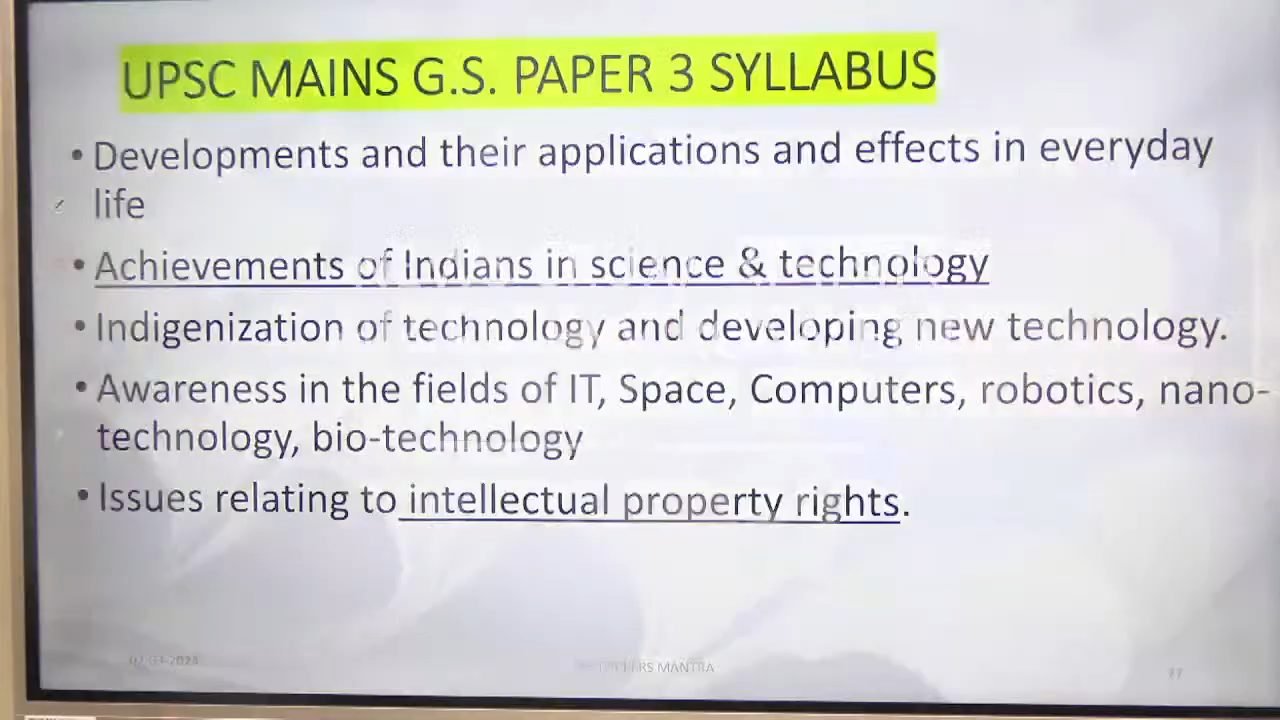 UPSC MAINS G.S. PAPER 3 SYLLABUS
• Developments and their applications and effects in everyday
life
• Achievements of Indians in science & technology
• Indigenization of technology and developing new technology.
• Awareness in the fields of IT, Space, Computers, robotics, nano-
technology, bio-technology
• Issues relating to intellectual property rights.
MANTRA